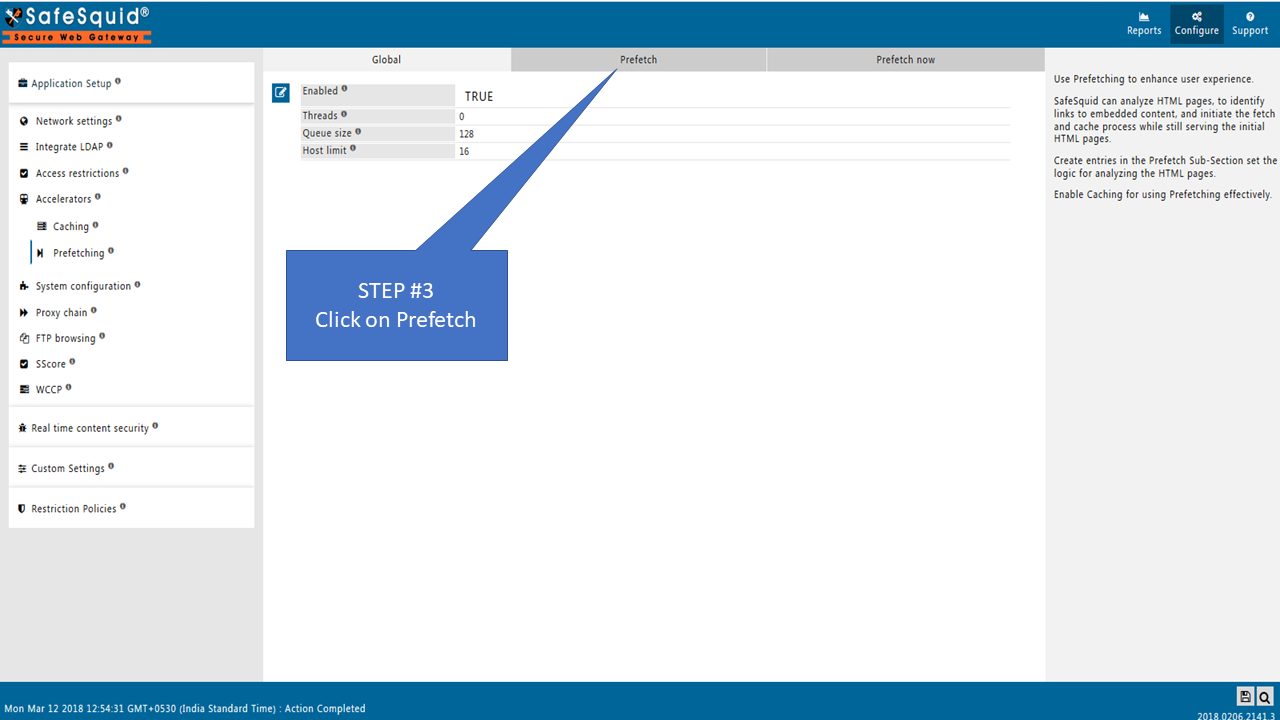 SafeSquid®
Secure Web Gateway
Reports
Configure
Support
Application Setup
Network settings
Integrate LDAP
Access restrictions
Accelerators
Caching
Prefetching
System configuration
Proxy chain
FTP browsing
SScore
WCCP
Real time content security
Custom Settings
Restriction Policies
Global
Prefetch
Prefetch now
Enabled TRUE
Threads 0
Queue size 128
Host limit 16
STEP #3
Click on Prefetch
Use Prefetching to enhance user experience.
SafeSquid can analyze HTML pages, to identify
links to embedded content, and initiate the fetch
and cache process while still serving the initial
HTML pages.
Create entries in the Prefetch Sub-Section set the
logic for analyzing the HTML pages.
Enable Caching for using Prefetching effectively.
Mon Mar 12 2018 12:54:31 GMT+0530 (India Standard Time) : Action Completed
2018.0206.2141.3